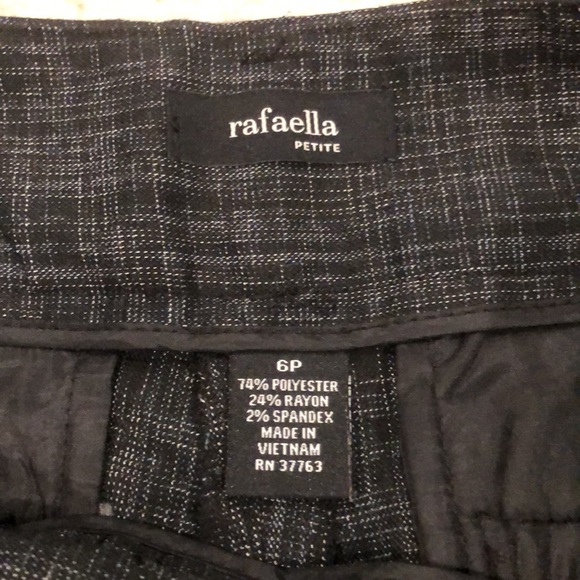 rafaella
PETITE
6P
74% POLYESTER
24% RAYON
2% SPANDEX
MADE IN
VIETNAM
RN 37763